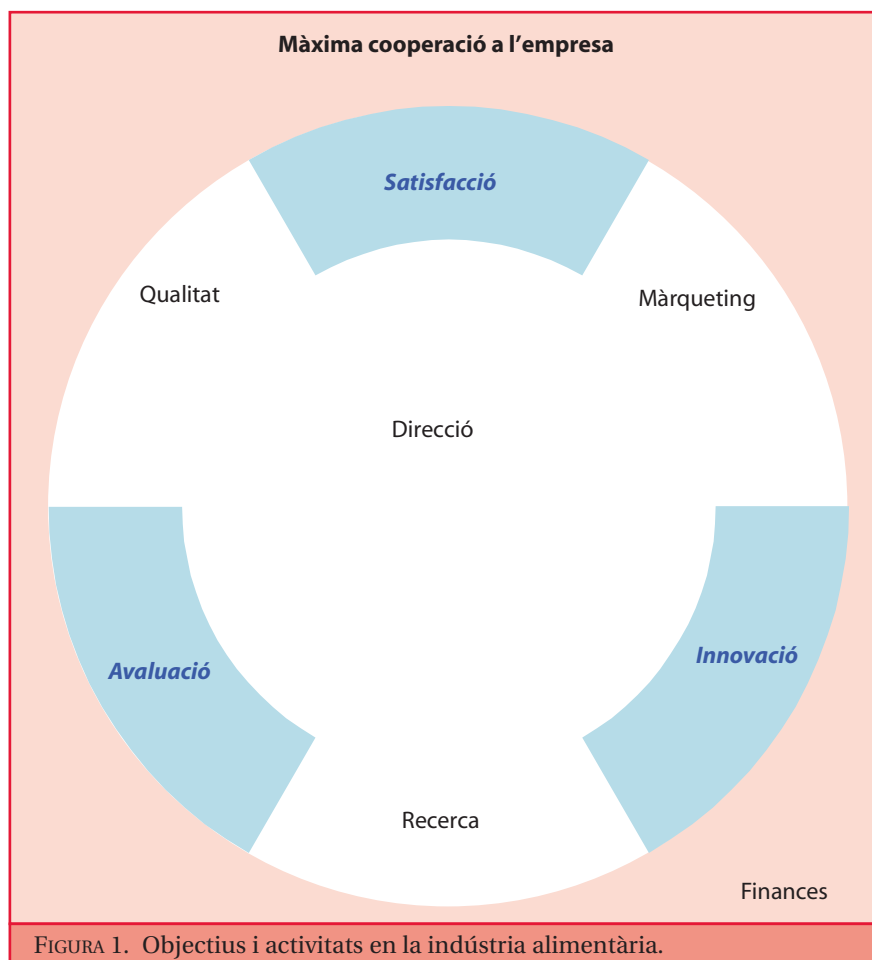 Màxima cooperació a l’empresa
Satisfacció
Qualitat
Màrqueting
Direcció
Avaluació
Innovació
Recerca
Finances
FIGURA 1. Objectius i activitats en la indústria alimentària.